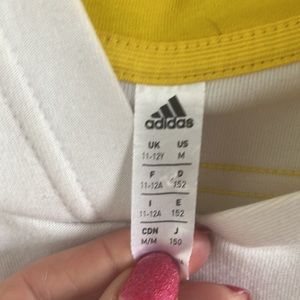 adidas
UK US
11-12Y M
F D
11-12A 152
I E
11-12A 152
CDN J
M/M 150